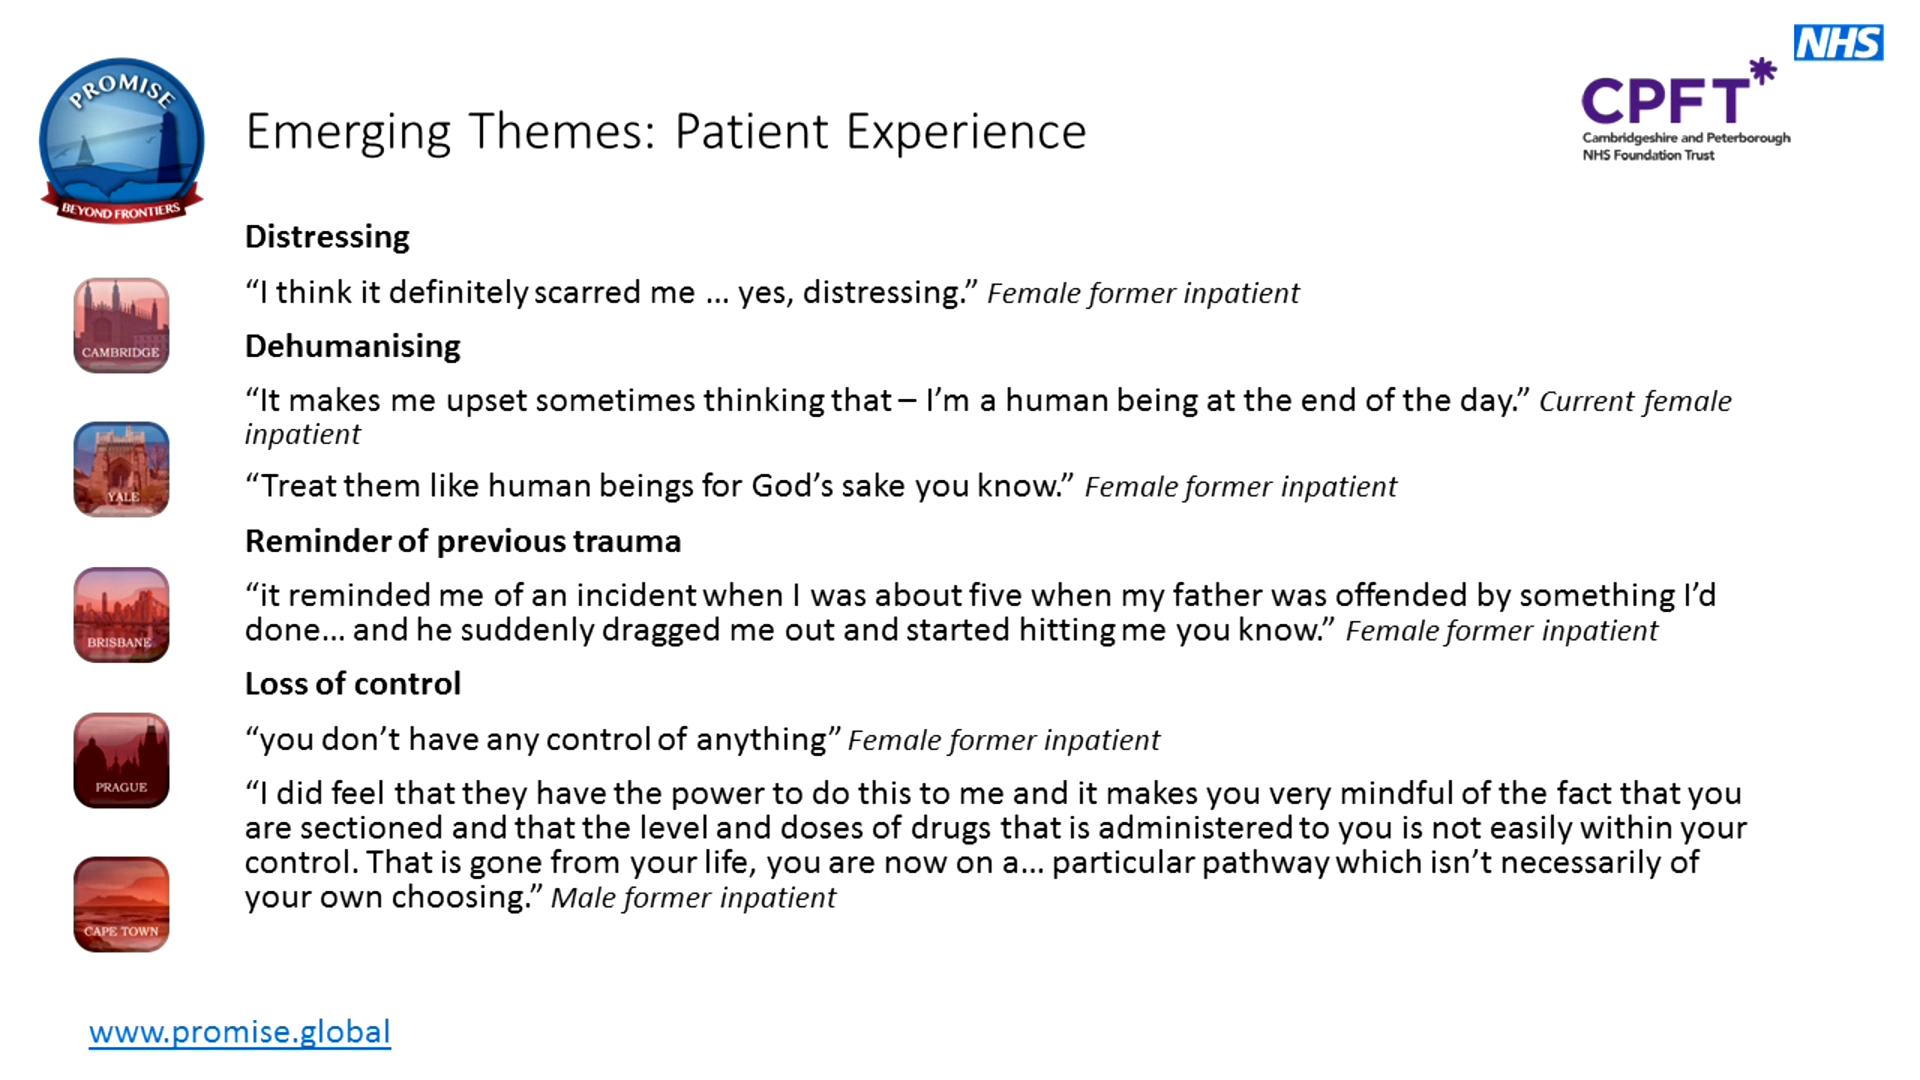 NHS
PROMISE
BEYOND FRONTIERS
CPFT
Cambridgeshire and Peterborough
NHS Foundation Trust
Emerging Themes: Patient Experience
Distressing
“I think it definitely scarred me ... yes, distressing.” Female former inpatient
Dehumanising
“It makes me upset sometimes thinking that – I’m a human being at the end of the day.” Current female
inpatient
“Treat them like human beings for God’s sake you know.” Female former inpatient
Reminder of previous trauma
“it reminded me of an incident when I was about five when my father was offended by something I’d
done... and he suddenly dragged me out and started hitting me you know.” Female former inpatient
Loss of control
“you don’t have any control of anything” Female former inpatient
“I did feel that they have the power to do this to me and it makes you very mindful of the fact that you
are sectioned and that the level and doses of drugs that is administered to you is not easily within your
control. That is gone from your life, you are now on a... particular pathway which isn’t necessarily of
your own choosing.” Male former inpatient
CAMBRIDGE
YALE
BRISBANE
PRAGUE
CAPE TOWN
www.promise.global